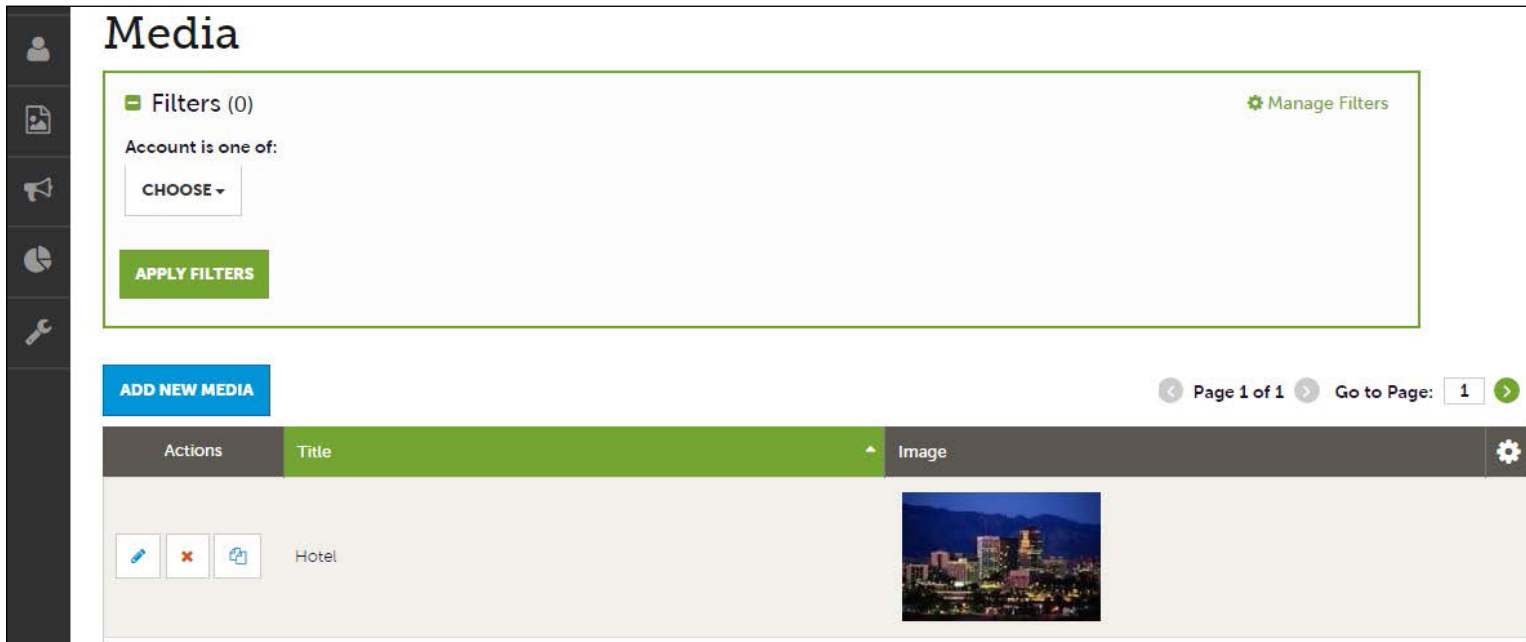 Media
Filters (0)
Manage Filters
Account is one of:
CHOOSE
APPLY FILTERS
ADD NEW MEDIA
Page 1 of 1 Go to Page: 1
Actions Title Image
Hotel